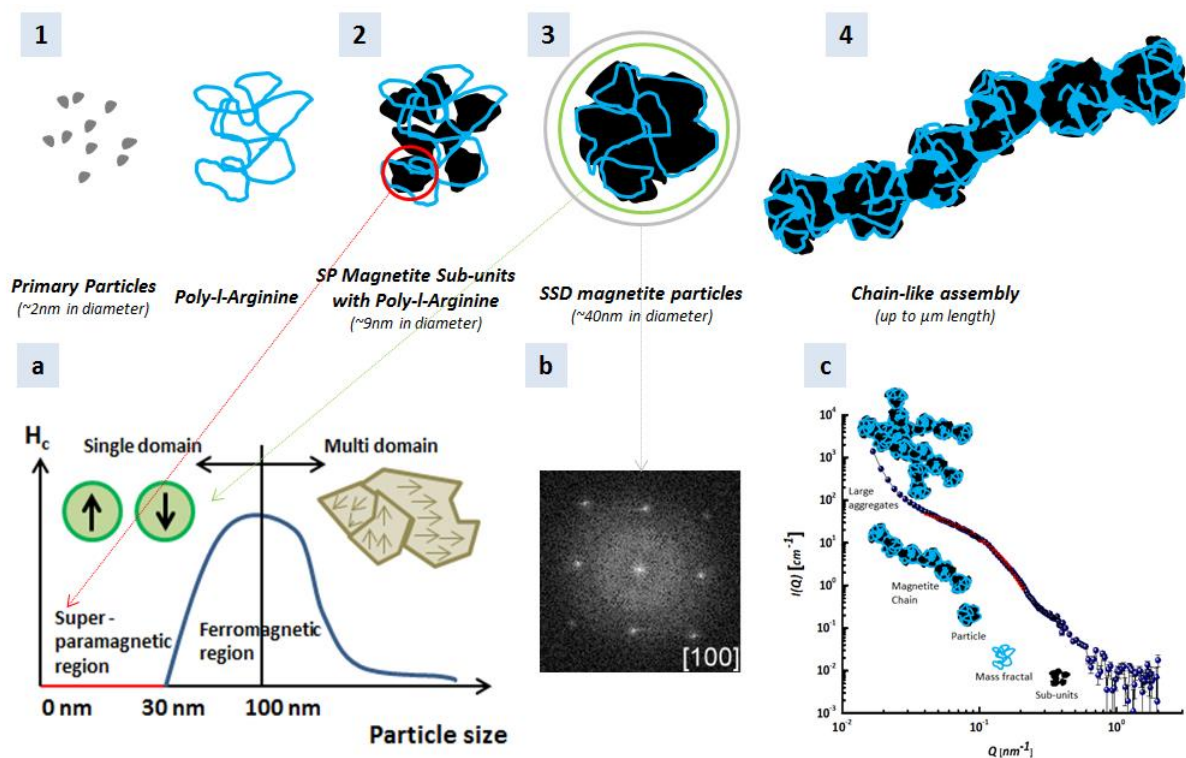 1
2
3
4
Primary Particles
(~2nm in diameter)
Poly-l-Arginine
SP Magnetite Sub-units
with Poly-l-Arginine
(~9nm in diameter)
SSD magnetite particles
(~40nm in diameter)
Chain-like assembly
(up to μm length)
a
Hc
Single domain
Multi domain
Super -
paramagnetic
region
Ferromagnetic
region
0 nm
30 nm
100 nm
Particle size
b
[100]
c
I(Q) [cm⁻¹]
10⁴
10³
10²
10¹
10⁰
10⁻¹
10⁻²
10⁻³
Large
aggregates
Magnetite
Chain
Particle
Mass fractal
Sub-units
10⁻²
10⁻¹
10⁰
Q [nm⁻¹]